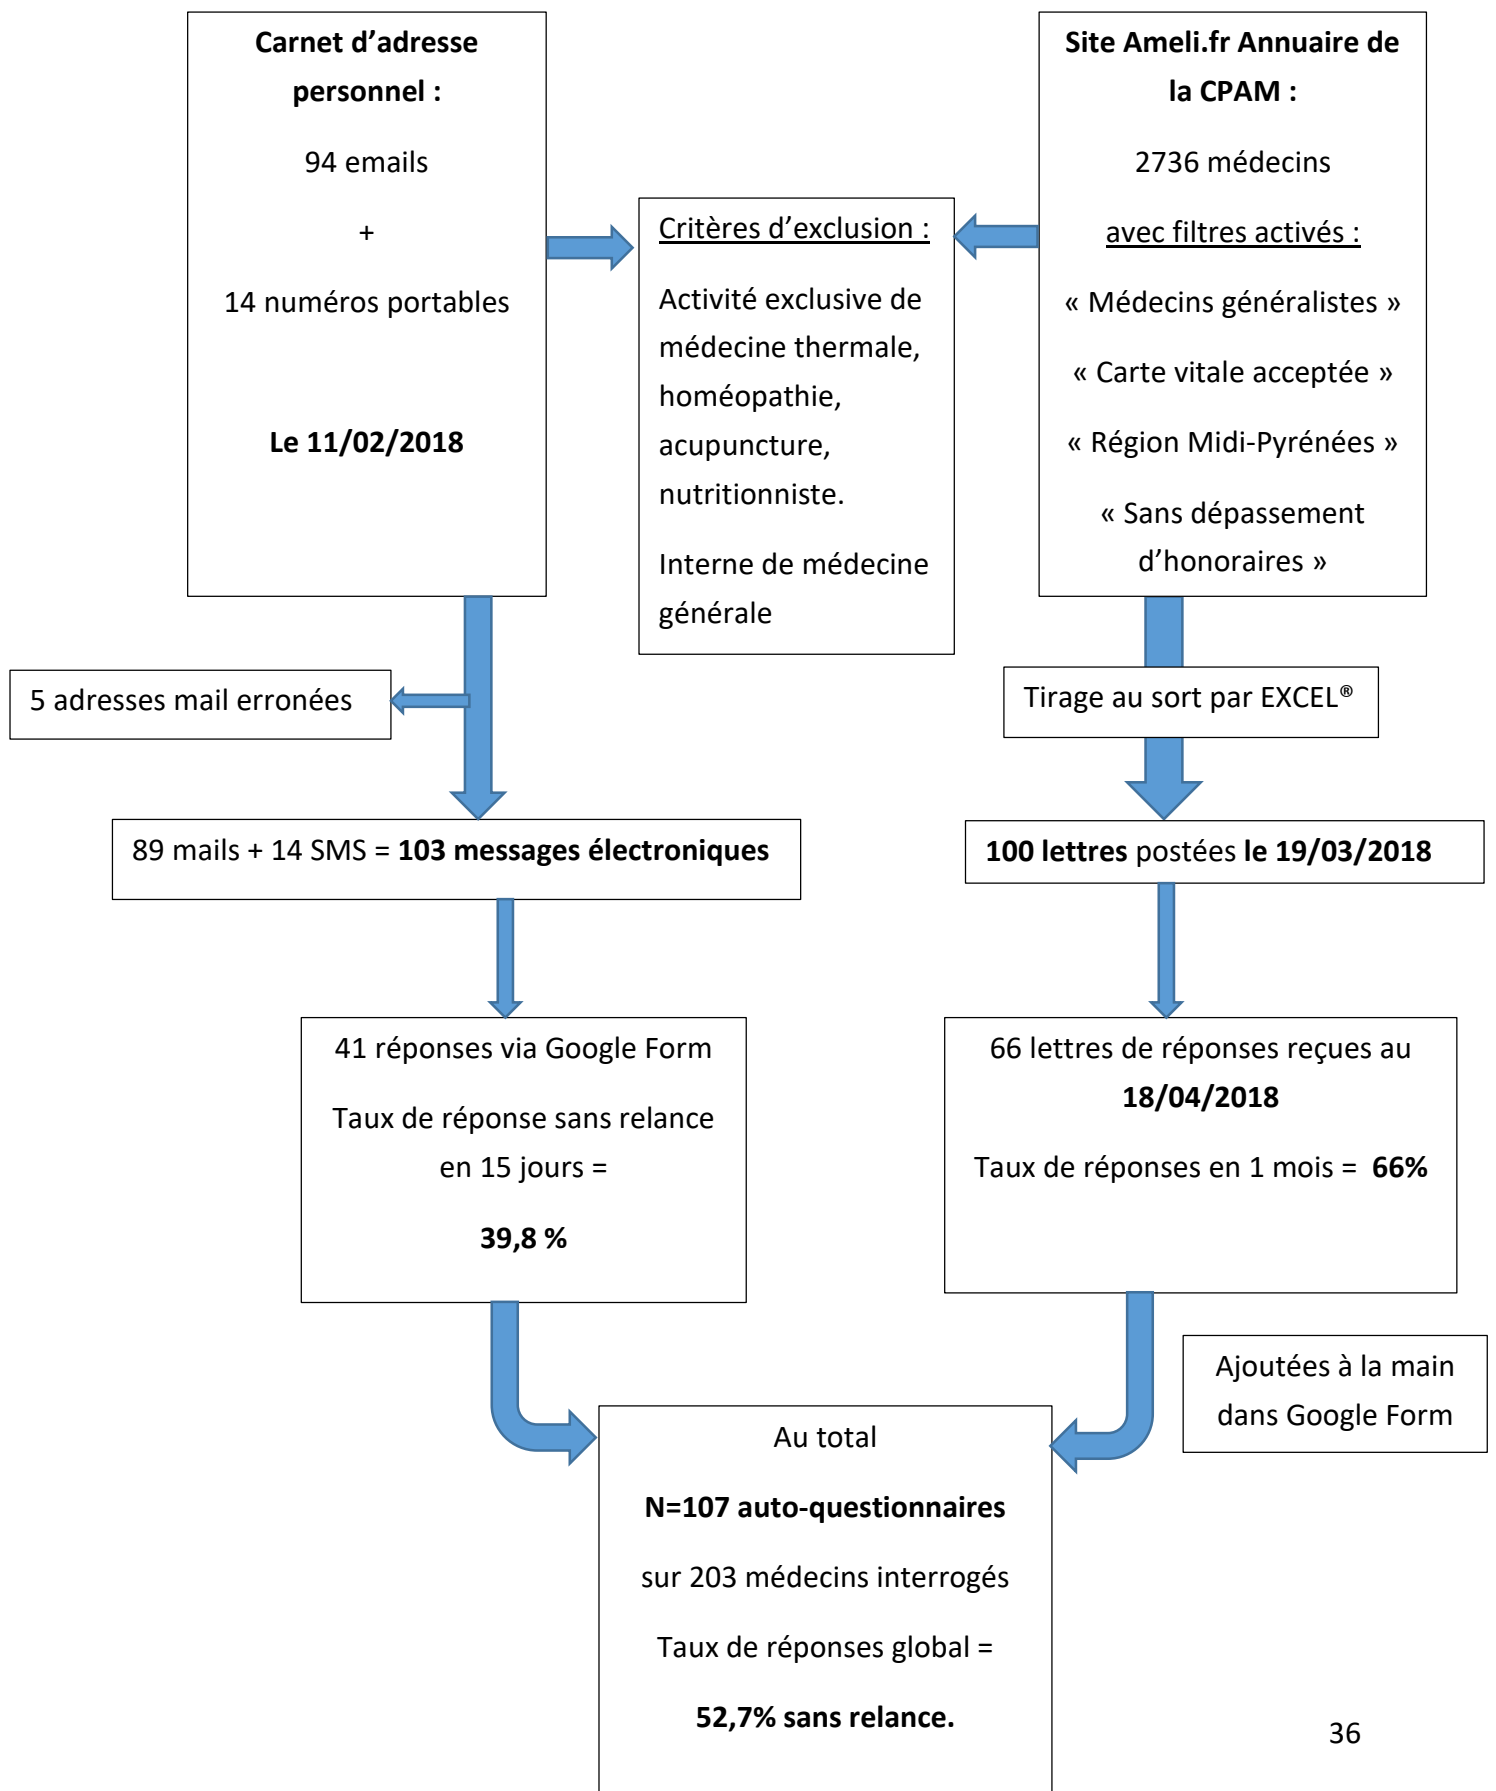 Carnet d’adresse
personnel :
94 emails
+
14 numéros portables
Le 11/02/2018
Critères d’exclusion :
Activité exclusive de
médecine thermale,
homéopathie,
acupuncture,
nutritionniste.
Interne de médecine
générale
Site Ameli.fr Annuaire de
la CPAM :
2736 médecins
avec filtres activés :
« Médecins généralistes »
« Carte vitale acceptée »
« Région Midi-Pyrénées »
« Sans dépassement
d’honoraires »
5 adresses mail erronées
Tirage au sort par EXCEL®
89 mails + 14 SMS = 103 messages électroniques
100 lettres postées le 19/03/2018
41 réponses via Google Form
Taux de réponse sans relance
en 15 jours =
39,8 %
66 lettres de réponses reçues au
18/04/2018
Taux de réponses en 1 mois = 66%
Ajoutées à la main
dans Google Form
Au total
N=107 auto-questionnaires
sur 203 médecins interrogés
Taux de réponses global =
52,7% sans relance.
36